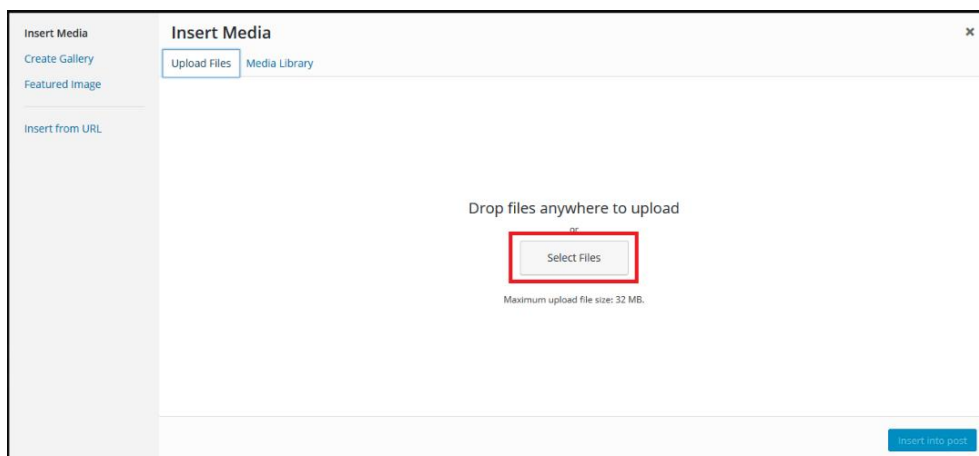 Insert Media
Create Gallery
Featured Image
Insert from URL
Insert Media
Upload Files
Media Library
Drop files anywhere to upload
or
Select Files
Maximum upload file size: 32 MB.
Insert into post